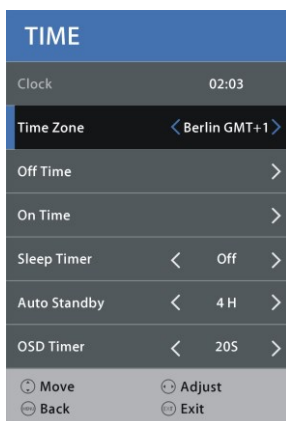 TIME
Clock 02:03
Time Zone Berlin GMT+1
Off Time
On Time
Sleep Timer Off
Auto Standby 4 H
OSD Timer 20S
Move Adjust
Back Exit